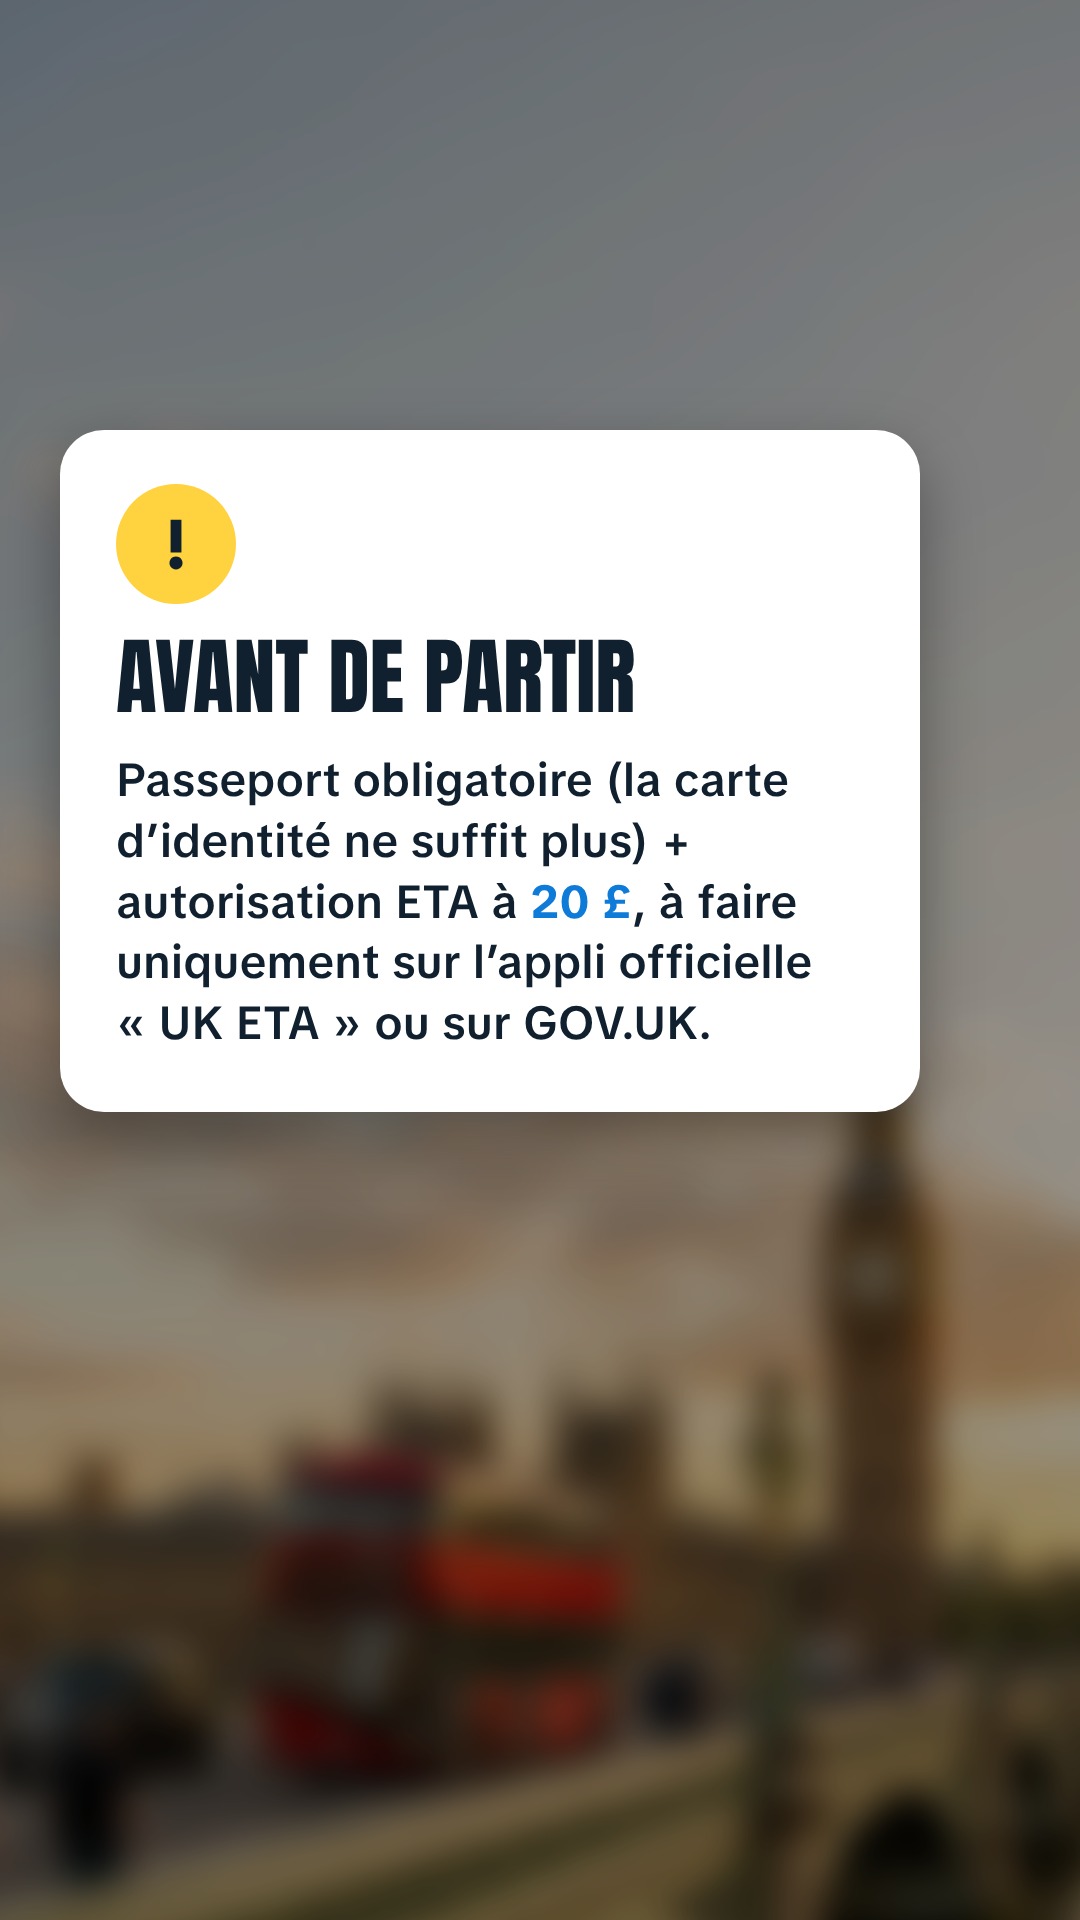 !
AVANT DE PARTIR
Passeport obligatoire (la carte
d’identité ne suffit plus) +
autorisation ETA à 20 £, à faire
uniquement sur l’appli officielle
« UK ETA » ou sur GOV.UK.